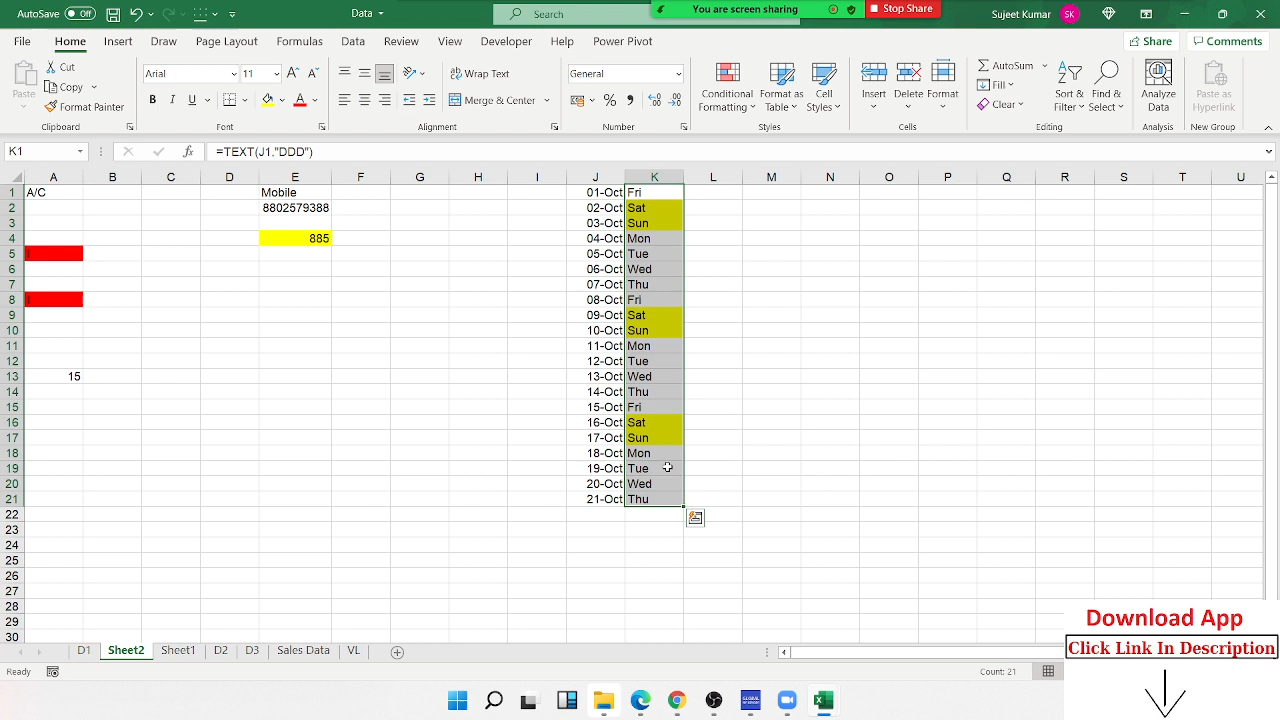 AutoSave Off Data Search You are screen sharing Stop Share Sujeet Kumar SK
File Home Insert Draw Page Layout Formulas Data Review View Developer Help Power Pivot Share Comments
Paste Cut Copy Format Painter Clipboard
Arial 11 B I U A Font
Wrap Text Merge & Center Alignment
General % Number
Conditional Formatting Format as Table Cell Styles Styles
Insert Delete Format Cells
AutoSum Fill Clear Sort & Filter Find & Select Editing
Analyze Data Analysis
Paste as Hyperlink New Group
K1 fx =TEXT(J1,"DDD")
A B C D E F G H I J K L M N O P Q R S T U
1 A/C Mobile 01-Oct Fri
2 8802579388 02-Oct Sat
3 03-Oct Sun
4 885 04-Oct Mon
5 05-Oct Tue
6 06-Oct Wed
7 07-Oct Thu
8 08-Oct Fri
9 09-Oct Sat
10 10-Oct Sun
11 11-Oct Mon
12 12-Oct Tue
13 15 13-Oct Wed
14 14-Oct Thu
15 15-Oct Fri
16 16-Oct Sat
17 17-Oct Sun
18 18-Oct Mon
19 19-Oct Tue
20 20-Oct Wed
21 21-Oct Thu
22
23
24
25
26
27
28
29
30
Download App
Click Link In Description
D1 Sheet2 Sheet1 D2 D3 Sales Data VL
Ready Count: 21